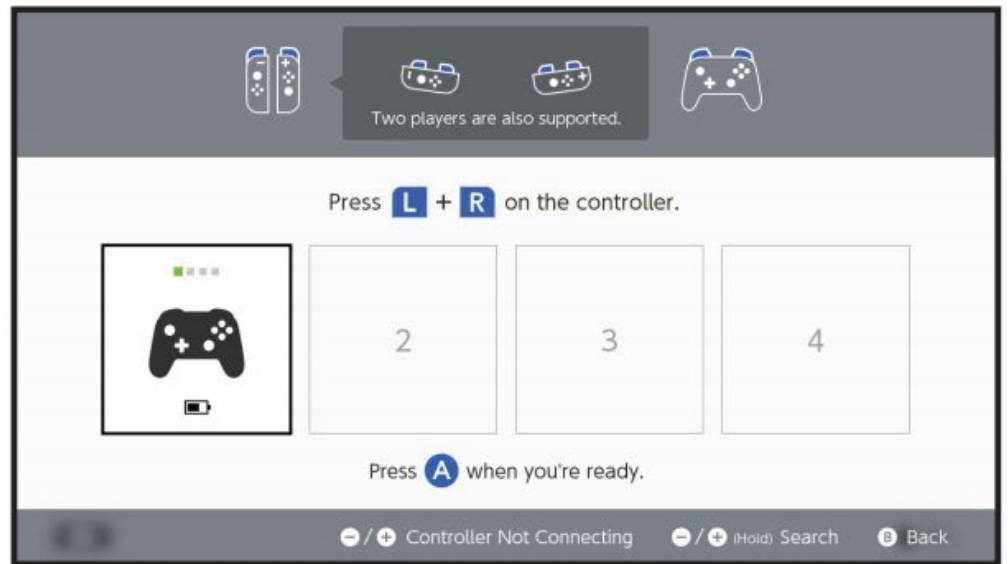 Two players are also supported.
Press L + R on the controller.
2
3
4
Press A when you're ready.
−/+ Controller Not Connecting −/+ (Hold) Search B Back